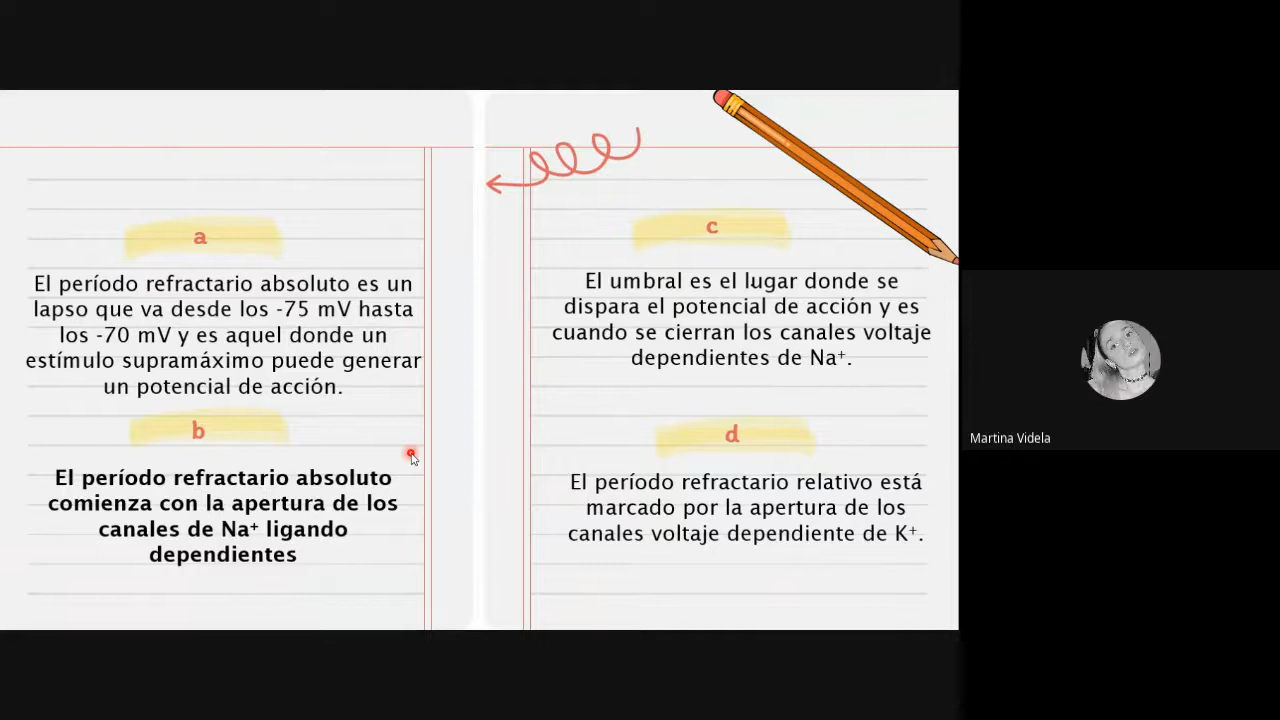 a
El período refractario absoluto es un
lapso que va desde los -75 mV hasta
los -70 mV y es aquel donde un
estímulo supramáximo puede generar
un potencial de acción.
b
El período refractario absoluto
comienza con la apertura de los
canales de Na⁺ ligando
dependientes
c
El umbral es el lugar donde se
dispara el potencial de acción y es
cuando se cierran los canales voltaje
dependientes de Na⁺.
d
El período refractario relativo está
marcado por la apertura de los
canales voltaje dependiente de K⁺.
Martina Videla